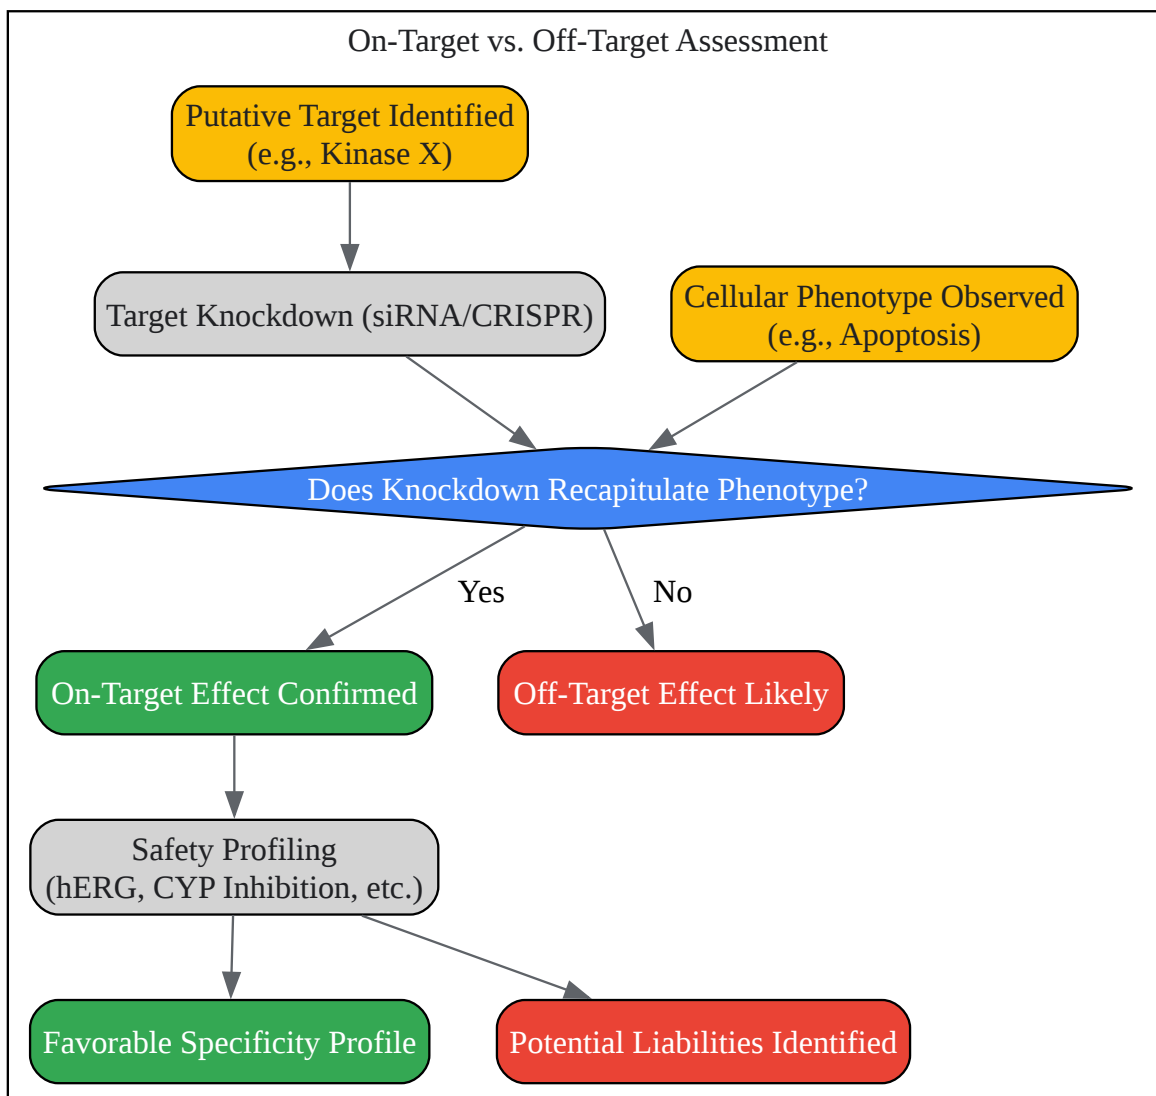 On-Target vs. Off-Target Assessment
Putative Target Identified
(e.g., Kinase X)
Target Knockdown (siRNA/CRISPR)
Cellular Phenotype Observed
(e.g., Apoptosis)
Does Knockdown Recapitulate Phenotype?
Yes
No
On-Target Effect Confirmed
Off-Target Effect Likely
Safety Profiling
(hERG, CYP Inhibition, etc.)
Favorable Specificity Profile
Potential Liabilities Identified